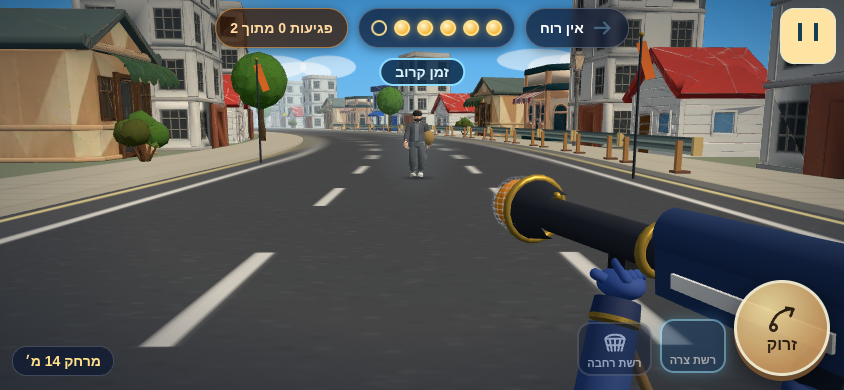 פגיעות 0 מתוך 2
אין רוח
זמן קרוב
מרחק 14 מ׳
רשת רחבה
רשת צרה
זרוק